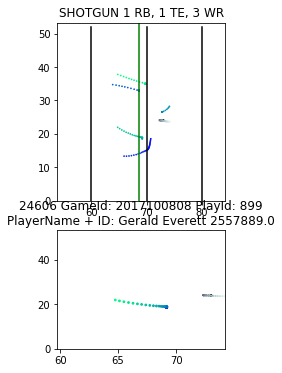 SHOTGUN 1 RB, 1 TE, 3 WR
50
40
30
20
10
0
60 70 80
24606 GameId: 2017100808 PlayId: 899
PlayerName + ID: Gerald Everett 2557889.0
40
20
0
60 65 70